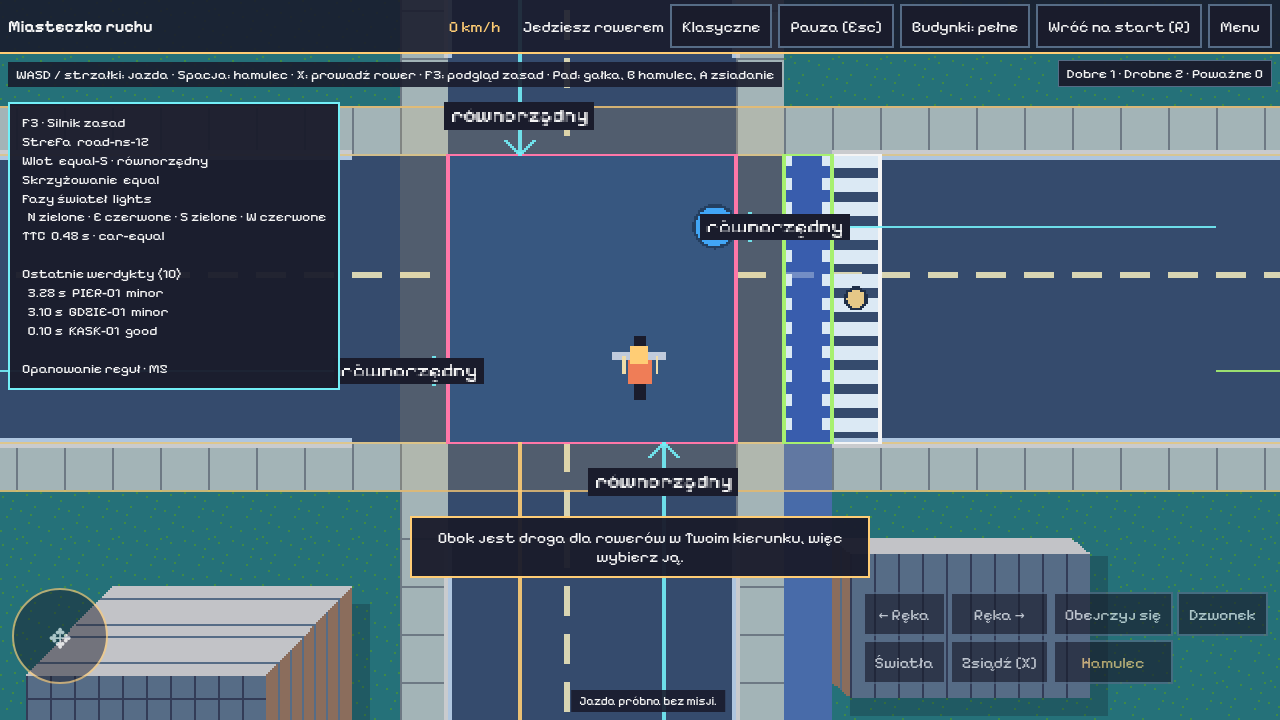 Miasteczko ruchu
0 km/h
Jedziesz rowerem
Klasyczne
Pauza (Esc)
Budynki: pełne
Wróć na start (R)
Menu
WASD / strzałki: jazda · Spacja: hamulec · X: prowadź rower · F3: podgląd zasad · Pad: gałka, B hamulec, A zsiadanie
Dobre 1 · Drobne 2 · Poważne 0
F3 · Silnik zasad
Strefa road-ns-12
Wlot equal-S · równorzędny
Skrzyżowanie equal
Fazy świateł lights
N zielone · E czerwone · S zielone · W czerwone
TTC 0.48 s · car-equal
Ostatnie werdykty (10)
3.28 s PIER-01 minor
3.10 s GDZIE-01 minor
0.10 s KASK-01 good
Opanowanie reguł · MS
równorzędny
równorzędny
równorzędny
równorzędny
Obok jest droga dla rowerów w Twoim kierunku, więc
wybierz ją.
← Ręka
Ręka →
Obejrzyj się
Dzwonek
Światła
Zsiądź (X)
Hamulec
Jazda próbna bez misji.